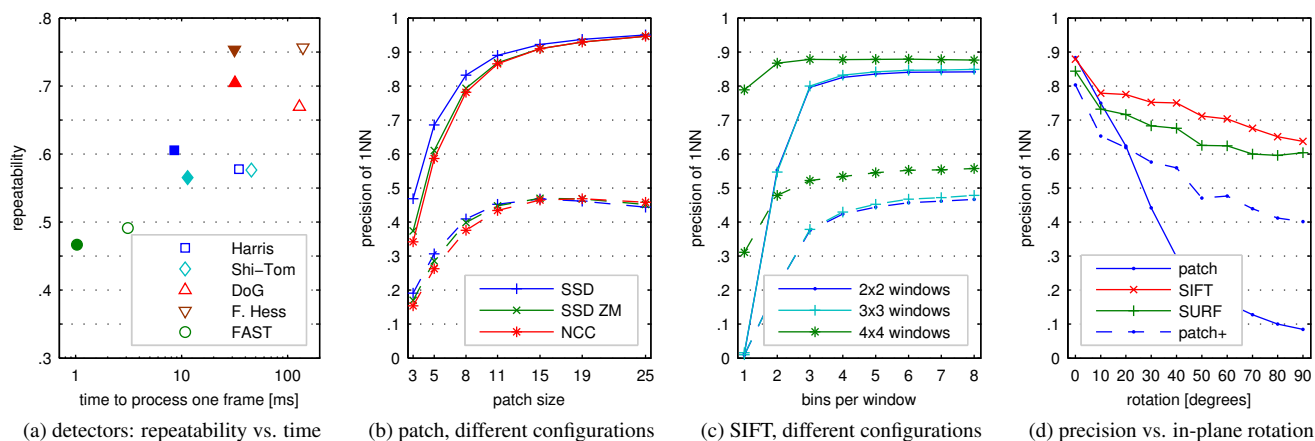 .8
.7
.6
.5
.4
.3
repeatability
Harris
Shi-Tom
DoG
F. Hess
FAST
1 10 100
time to process one frame [ms]
(a) detectors: repeatability vs. time
1
.9
.8
.7
.6
.5
.4
.3
.2
.1
0
precision of 1NN
SSD
SSD ZM
NCC
3 5 8 11 15 19 25
patch size
(b) patch, different configurations
1
.9
.8
.7
.6
.5
.4
.3
.2
.1
0
precision of 1NN
2x2 windows
3x3 windows
4x4 windows
1 2 3 4 5 6 7 8
bins per window
(c) SIFT, different configurations
1
.9
.8
.7
.6
.5
.4
.3
.2
.1
0
precision of 1NN
patch
SIFT
SURF
patch+
0 10 20 30 40 50 60 70 80 90
rotation [degrees]
(d) precision vs. in-plane rotation